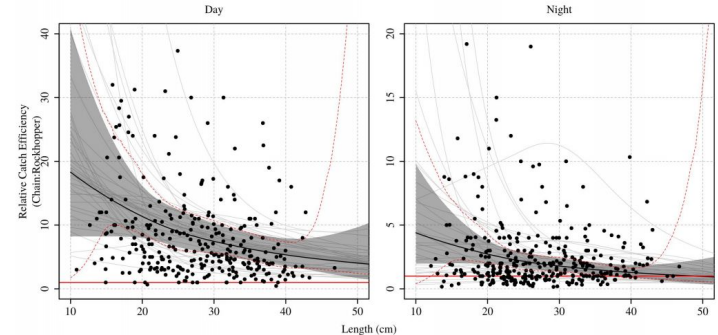 Day
Night
Relative Catch Efficiency
(Chain:Rockhopper)
40
30
20
10
0
20
15
10
5
0
10 20 30 40 50
10 20 30 40 50
Length (cm)